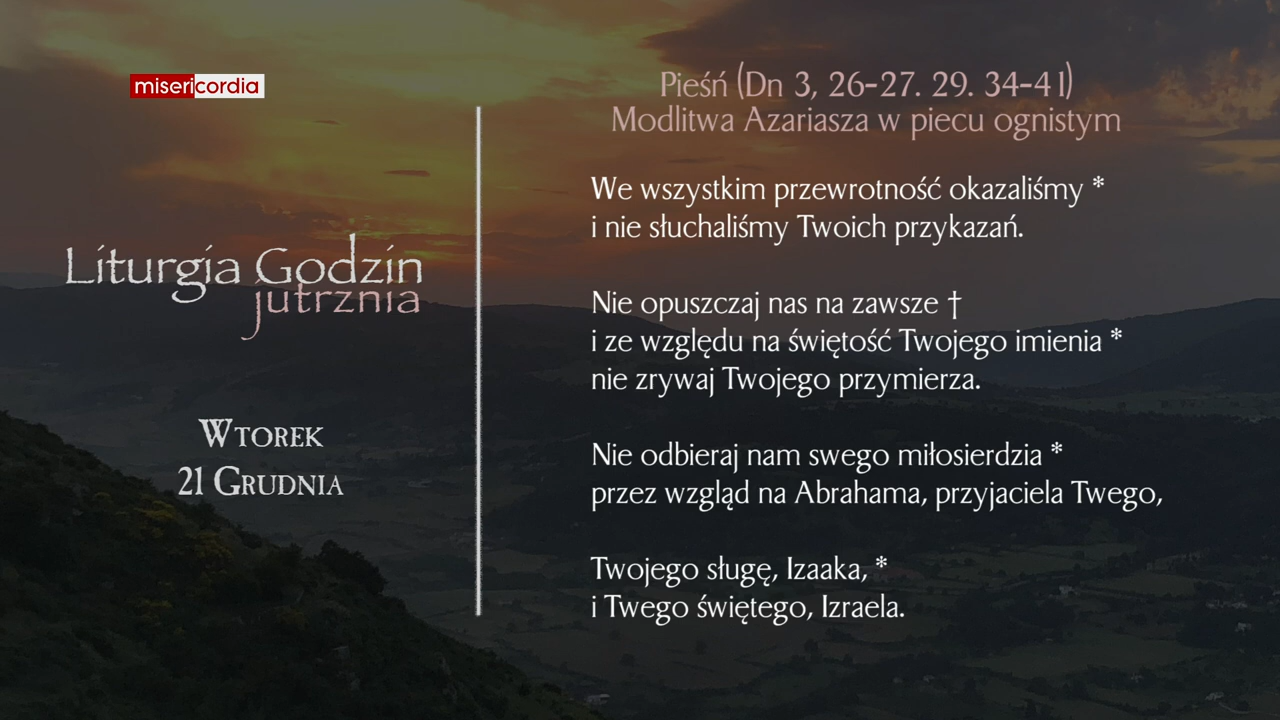 misericordia
Liturgia Godzin
jutrznia
Wtorek
21 Grudnia
Pieśń (Dn 3, 26-27. 29. 34-41)
Modlitwa Azariasza w piecu ognistym
We wszystkim przewrotność okazaliśmy *
i nie słuchaliśmy Twoich przykazań.
Nie opuszczaj nas na zawsze †
i ze względu na świętość Twojego imienia *
nie zrywaj Twojego przymierza.
Nie odbieraj nam swego miłosierdzia *
przez wzgląd na Abrahama, przyjaciela Twego,
Twojego sługę, Izaaka, *
i Twego świętego, Izraela.